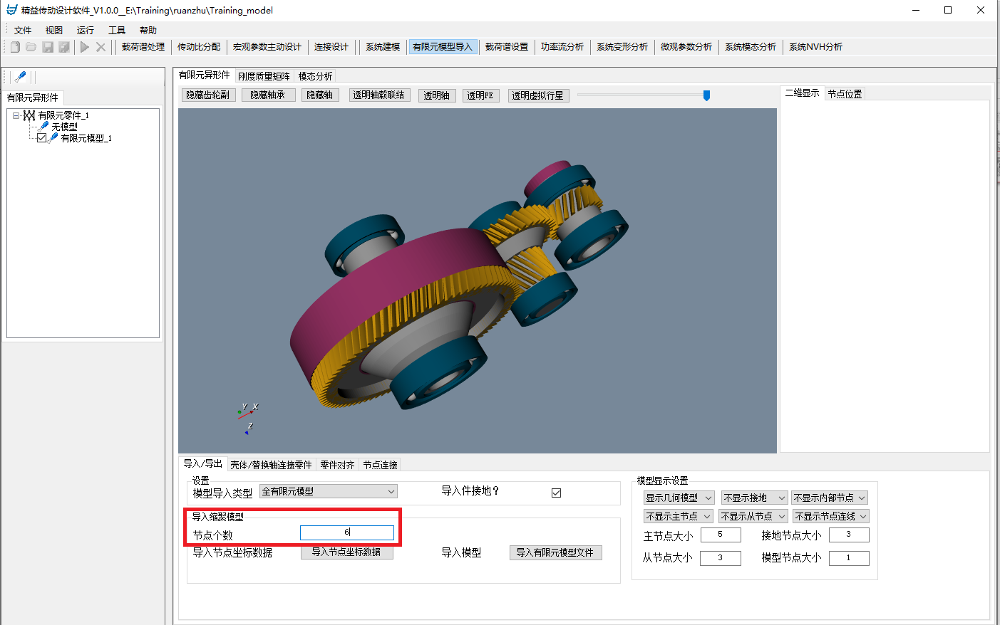 精益传动设计软件_V1.0.0__E:\Training\ruanzhu\Training_model
文件 视图 运行 工具 帮助
载荷谱处理 传动比分配 宏观参数主动设计 连接设计 系统建模 有限元模型导入 载荷谱设置 功率流分析 系统变形分析 微观参数分析 系统模态分析 系统NVH分析
有限元异形件
有限元零件_1
无模型
有限元模型_1
有限元异形件 刚度质量矩阵 模态分析
隐藏齿轮副 隐藏轴承 隐藏轴 透明轴毂联结 透明轴 透明FE 透明虚拟行星
二维显示 节点位置
Y X
Z
导入/导出 壳体/替换轴连接零件 零件对齐 节点连接
设置
模型导入类型 全有限元模型 导入件接地?
导入缩聚模型
节点个数 6
导入节点坐标数据 导入节点坐标数据 导入模型 导入有限元模型文件
模型显示设置
显示几何模型 不显示接地 不显示内部节点
不显示主节点 不显示从节点 不显示节点连线
主节点大小 5 接地节点大小 3
从节点大小 3 模型节点大小 1